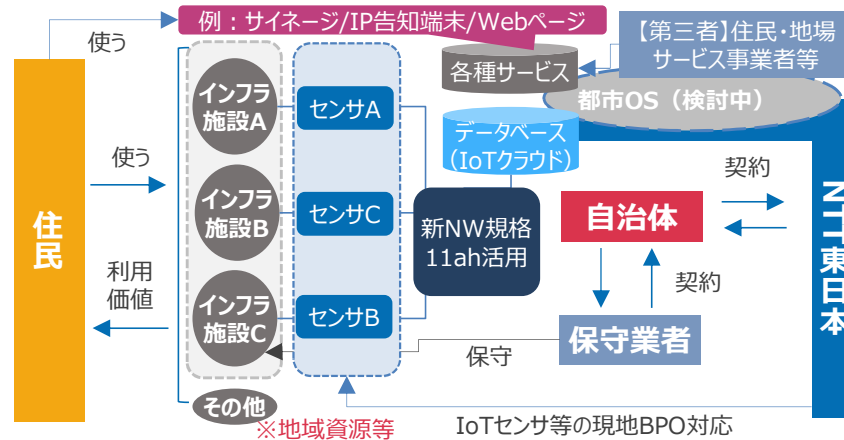 使う
例：サイネージ/IP告知端末/Webページ
【第三者】住民・地場
サービス事業者等
各種サービス
都市OS（検討中）
インフラ
施設A
センサA
データベース
（IoTクラウド）
使う
住民
インフラ
施設B
センサC
新NW規格
11ah活用
自治体
契約
NTT東日本
利用
価値
インフラ
施設C
センサB
契約
保守業者
保守
その他
※地域資源等
IoTセンサ等の現地BPO対応